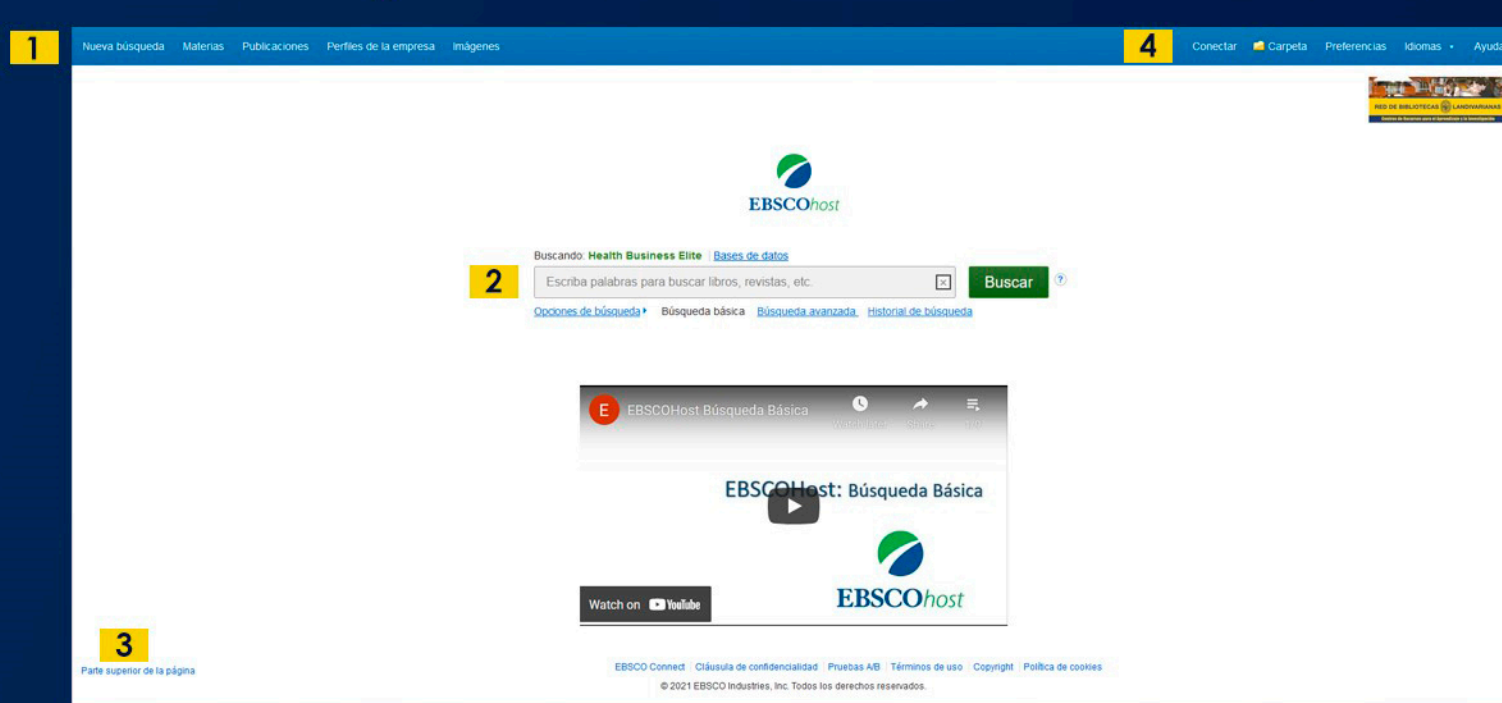 1
Nueva búsqueda Materias Publicaciones Perfiles de la empresa Imágenes
4
Conectar Carpeta Preferencias Idiomas Ayuda
RED DE BIBLIOTECAS LANDIVARIANAS
EBSCOhost
Buscando: Health Business Elite Bases de datos
2
Escriba palabras para buscar libros, revistas, etc.
Buscar ?
Opciones de búsqueda Búsqueda básica Búsqueda avanzada Historial de búsqueda
E EBSCOHost Búsqueda Básica
EBSCOHost: Búsqueda Básica
EBSCOhost
Watch on YouTube
3
Parte superior de la página
EBSCO Connect Cláusula de confidencialidad Pruebas A/B Términos de uso Copyright Política de cookies
© 2021 EBSCO Industries, Inc. Todos los derechos reservados.